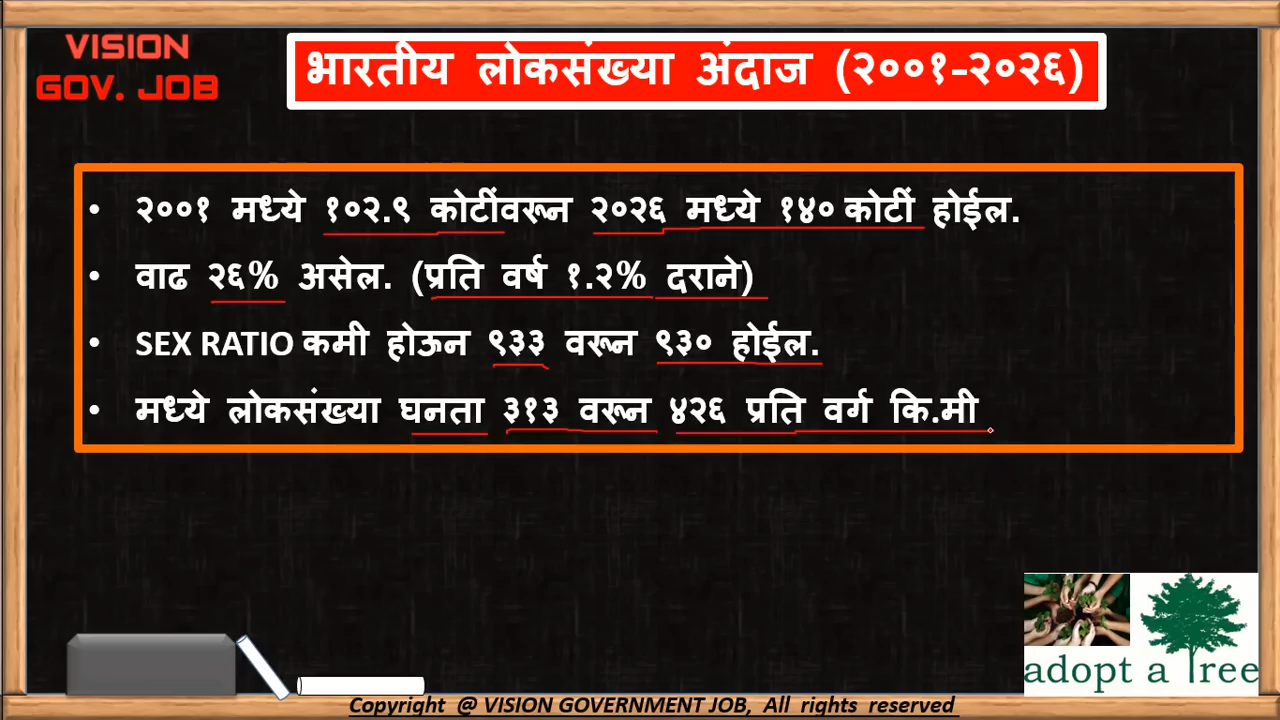 VISION
GOV. JOB
भारतीय लोकसंख्या अंदाज (२००१-२०२६)
• २००१ मध्ये १०२.९ कोटींवरून २०२६ मध्ये १४० कोटीं होईल.
• वाढ २६% असेल. (प्रति वर्ष १.२% दराने)
• SEX RATIO कमी होऊन ९३३ वरून ९३० होईल.
• मध्ये लोकसंख्या घनता ३१३ वरून ४२६ प्रति वर्ग कि.मी
adopt a Tree
Copyright @ VISION GOVERNMENT JOB, All rights reserved